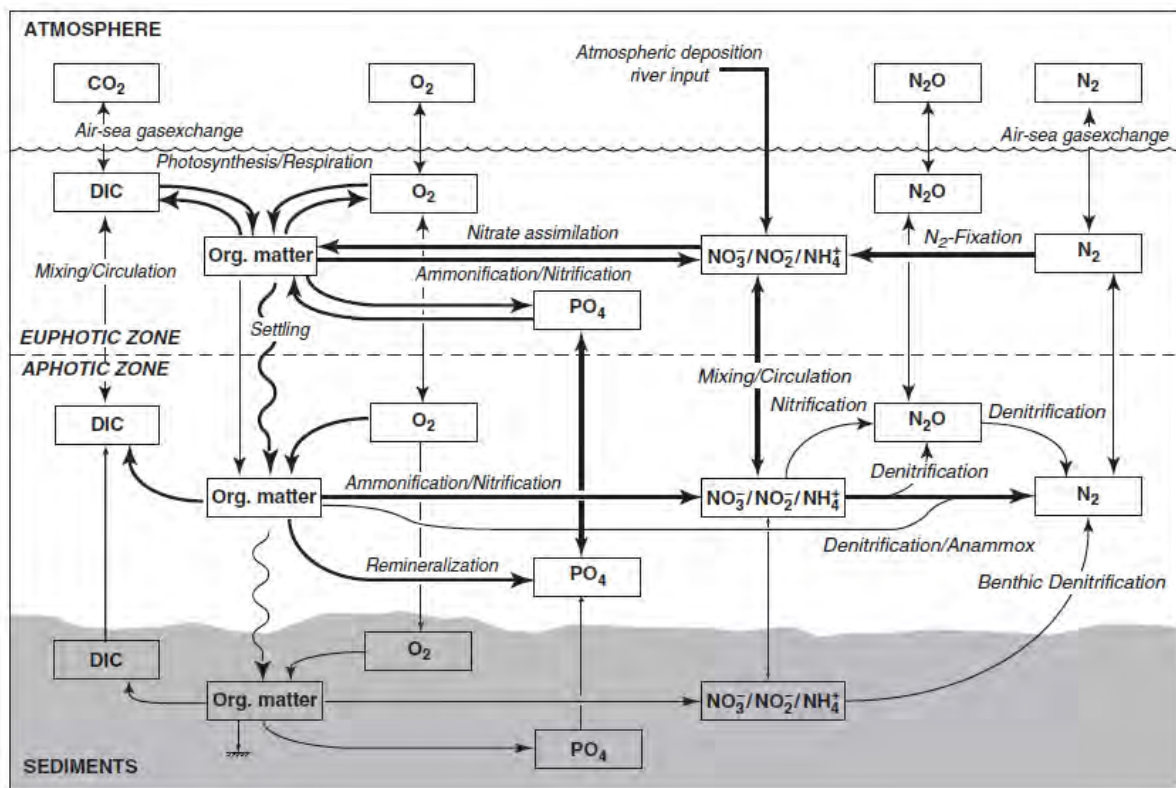 ATMOSPHERE
Atmospheric deposition
river input
CO₂
O₂
N₂O
N₂
Air-sea gasexchange
Air-sea gasexchange
Photosynthesis/Respiration
DIC
O₂
N₂O
Nitrate assimilation
N₂-Fixation
Org. matter
NO₃⁻/NO₂⁻/NH₄⁺
N₂
Mixing/Circulation
Ammonification/Nitrification
PO₄
Settling
EUPHOTIC ZONE
APHOTIC ZONE
Mixing/Circulation
Nitrification
Denitrification
DIC
O₂
N₂O
Denitrification
Ammonification/Nitrification
Org. matter
NO₃⁻/NO₂⁻/NH₄⁺
N₂
Denitrification/Anammox
Remineralization
PO₄
Benthic Denitrification
DIC
O₂
Org. matter
NO₃⁻/NO₂⁻/NH₄⁺
PO₄
SEDIMENTS